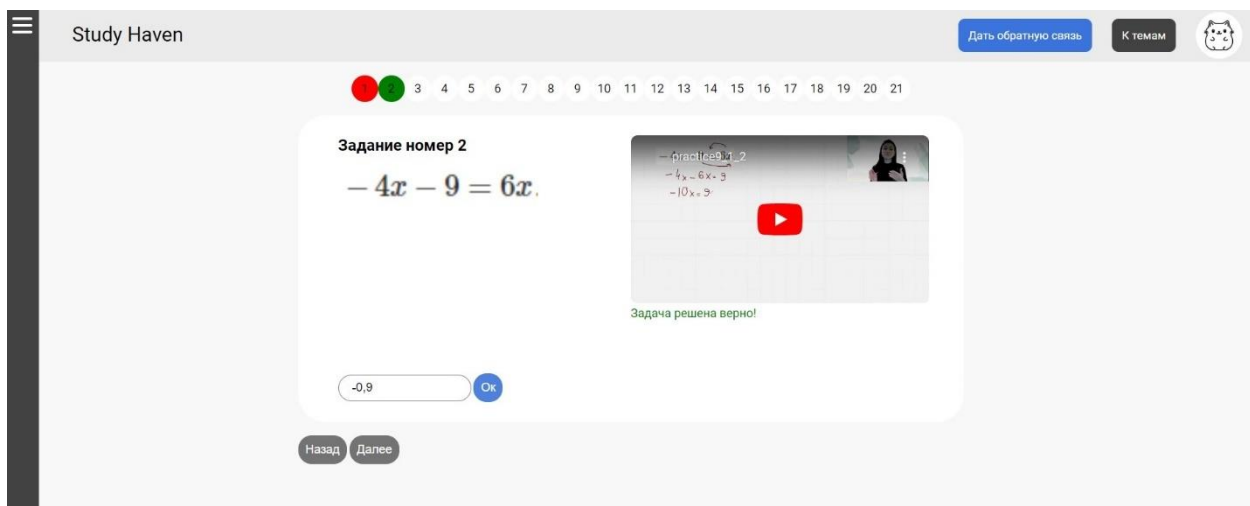 Study Haven
Дать обратную связь
К темам
1 2 3 4 5 6 7 8 9 10 11 12 13 14 15 16 17 18 19 20 21
Задание номер 2
− 4x − 9 = 6x.
practice9.1_2
−4x − 6x = 9
−10x = 9
Задача решена верно!
-0,9
Ок
Назад Далее